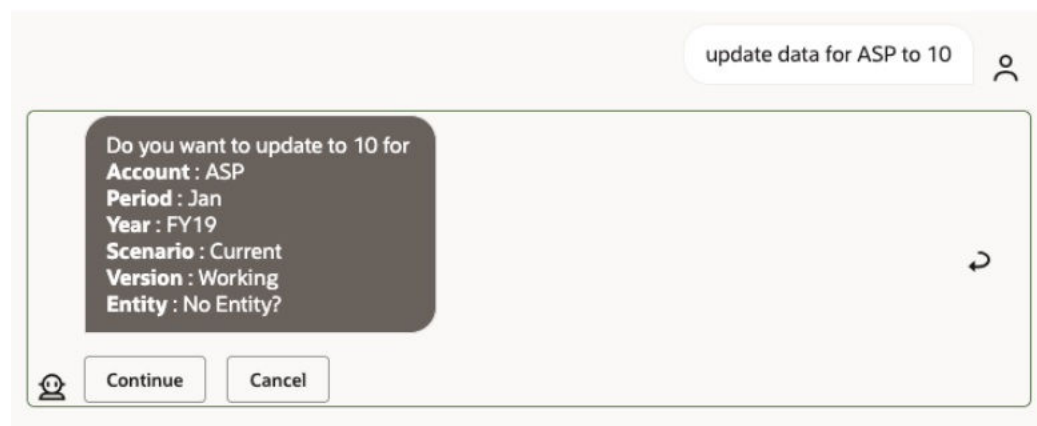 update data for ASP to 10
Do you want to update to 10 for
Account : ASP
Period : Jan
Year : FY19
Scenario : Current
Version : Working
Entity : No Entity?
Continue
Cancel